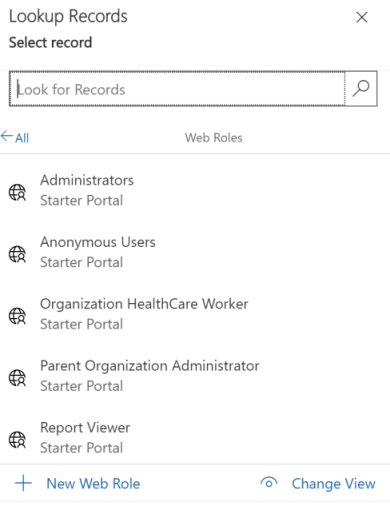 Lookup Records
Select record
Look for Records
All
Web Roles
Administrators
Starter Portal
Anonymous Users
Starter Portal
Organization HealthCare Worker
Starter Portal
Parent Organization Administrator
Starter Portal
Report Viewer
Starter Portal
New Web Role
Change View